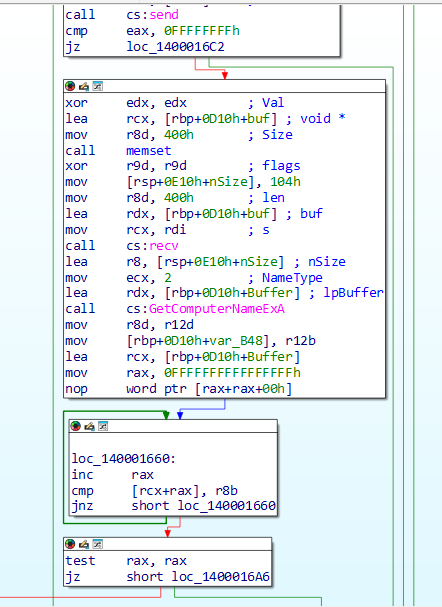 call cs:send
cmp eax, 0FFFFFFFFh
jz loc_1400016C2
xor edx, edx ; Val
lea rcx, [rbp+0D10h+buf] ; void *
mov r8d, 400h ; Size
call memset
xor r9d, r9d ; flags
mov [rsp+0E10h+nSize], 104h
mov r8d, 400h ; len
lea rdx, [rbp+0D10h+buf] ; buf
mov rcx, rdi ; s
call cs:recv
lea r8, [rsp+0E10h+nSize] ; nSize
mov ecx, 2 ; NameType
lea rdx, [rbp+0D10h+Buffer] ; lpBuffer
call cs:GetComputerNameExA
mov r8d, r12d
mov [rbp+0D10h+var_B48], r12b
lea rcx, [rbp+0D10h+Buffer]
mov rax, 0FFFFFFFFFFFFFFFFh
nop word ptr [rax+rax+00h]
loc_140001660:
inc rax
cmp [rcx+rax], r8b
jnz short loc_140001660
test rax, rax
jz short loc_1400016A6